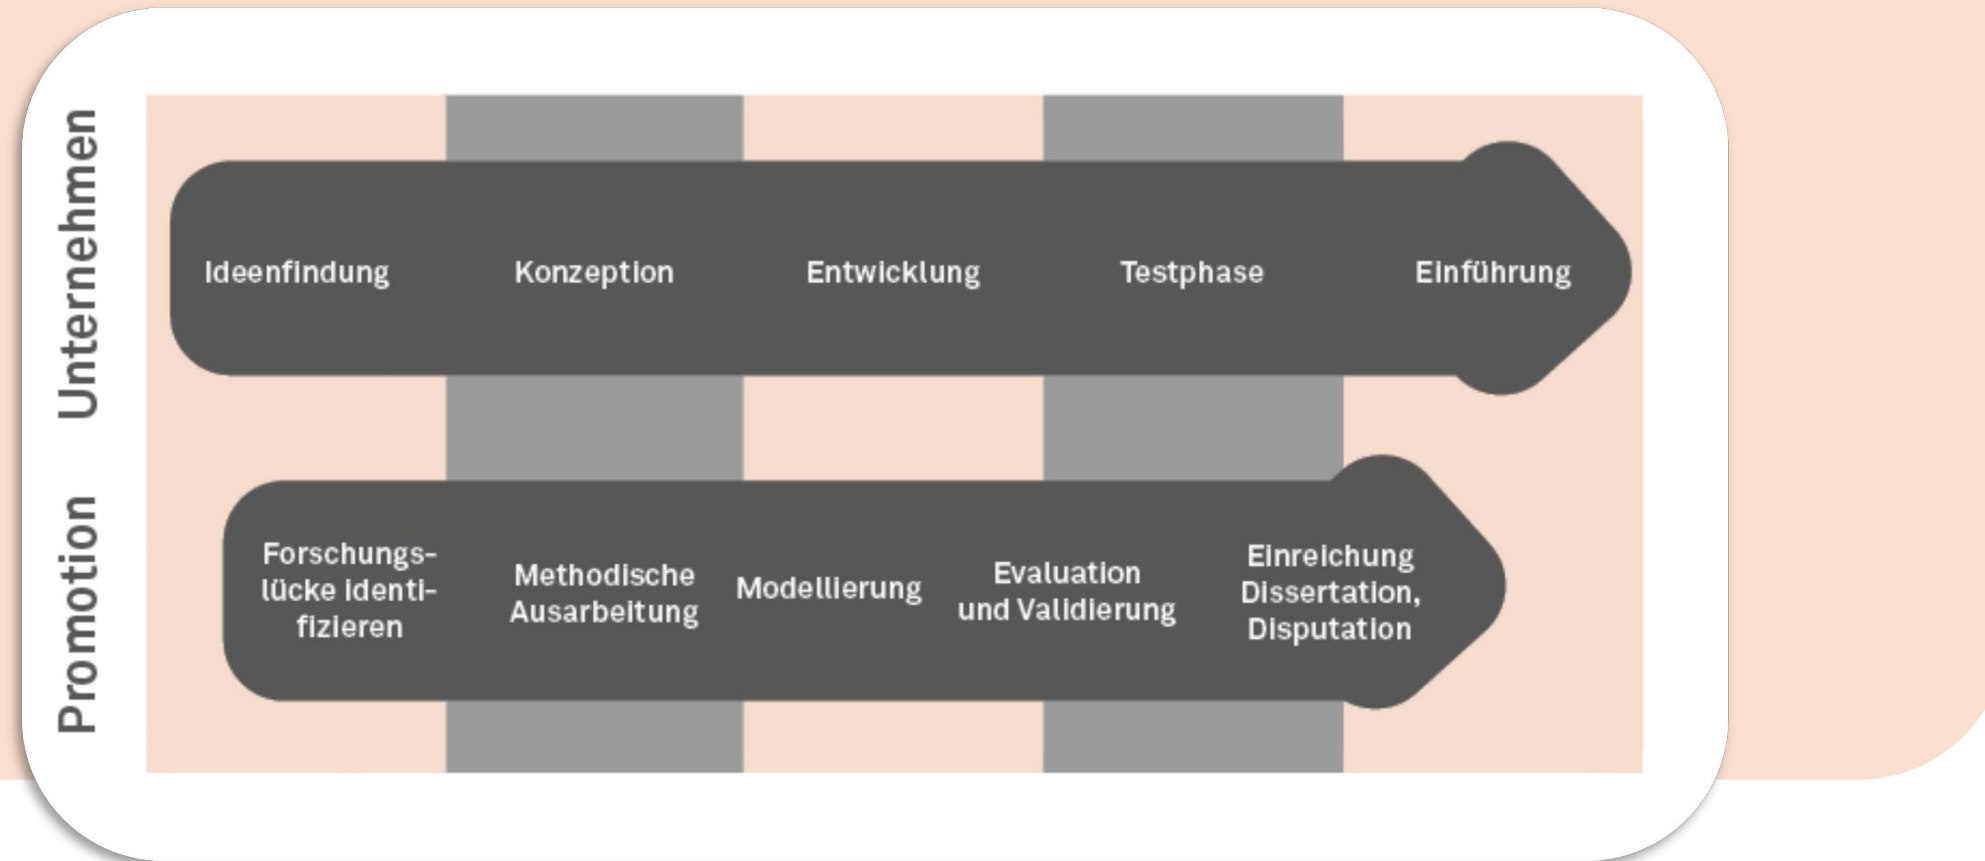 Unternehmen
Ideenfindung
Konzeption
Entwicklung
Testphase
Einführung
Promotion
Forschungs-
lücke identi-
fizieren
Methodische
Ausarbeitung
Modellierung
Evaluation
und Validierung
Einreichung
Dissertation,
Disputation